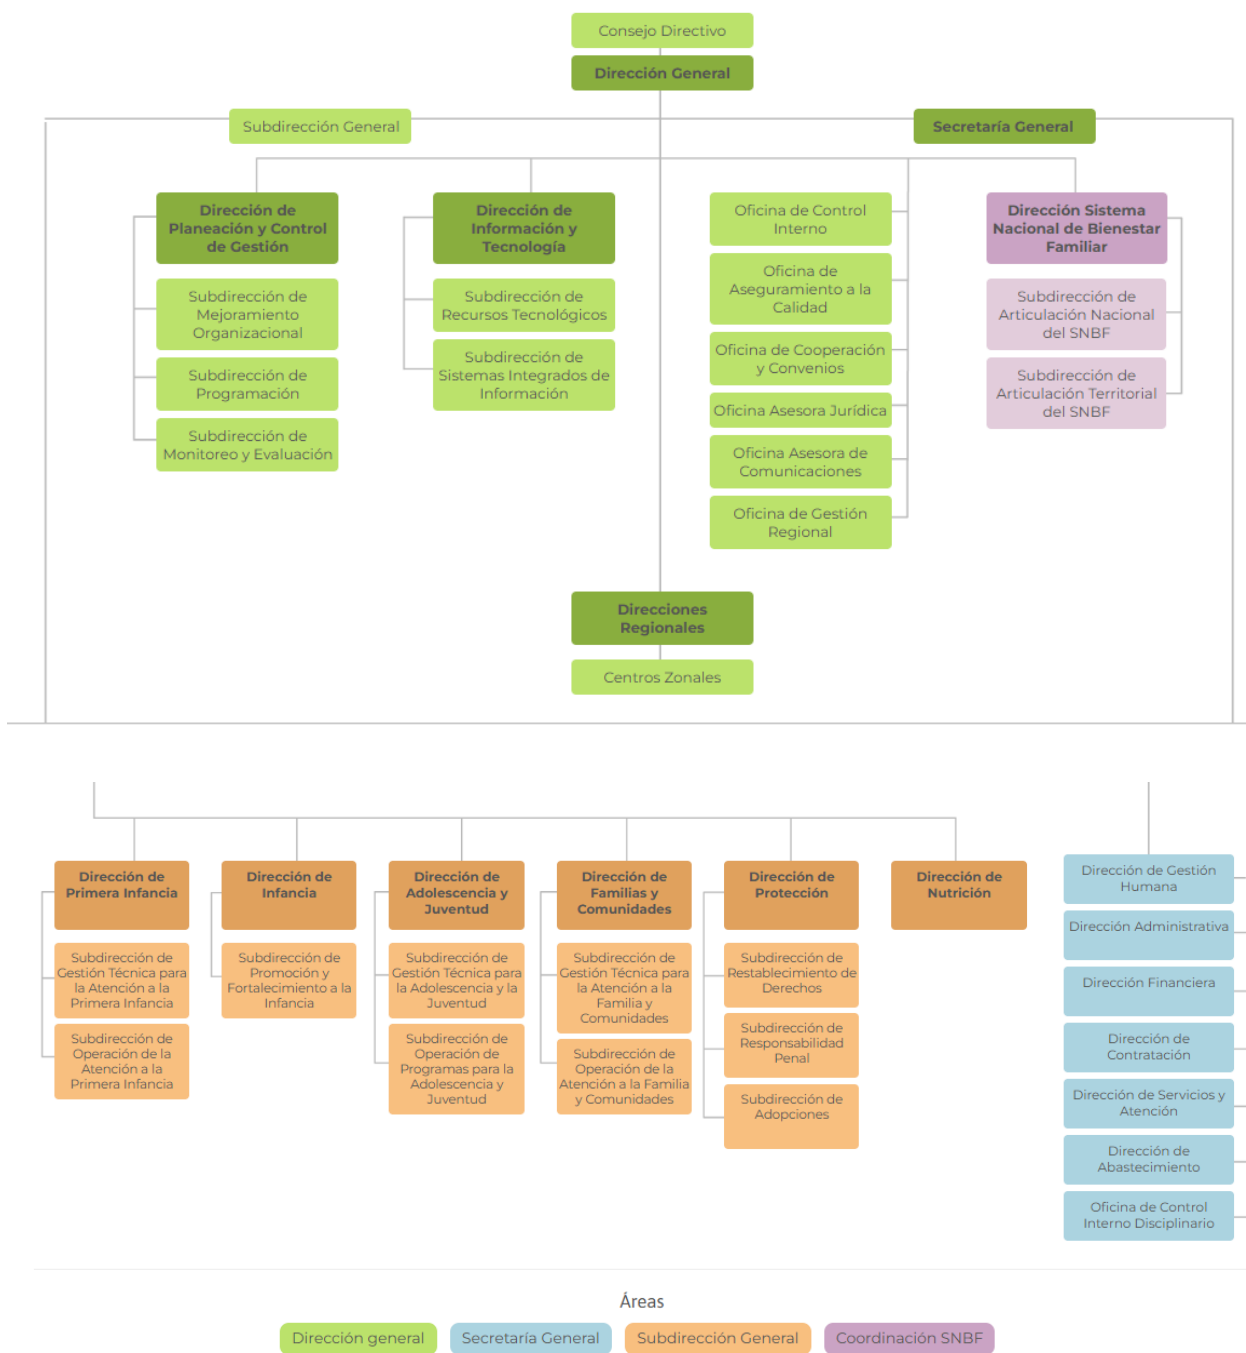 Consejo Directivo
Dirección General
Subdirección General
Secretaría General
Dirección de
Planeación y Control
de Gestión
Subdirección de
Mejoramiento
Organizacional
Subdirección de
Programación
Subdirección de
Monitoreo y Evaluación
Dirección de
Información y
Tecnología
Subdirección de
Recursos Tecnológicos
Subdirección de
Sistemas Integrados de
Información
Oficina de Control
Interno
Oficina de
Aseguramiento a la
Calidad
Oficina de Cooperación
y Convenios
Oficina Asesora Jurídica
Oficina Asesora de
Comunicaciones
Oficina de Gestión
Regional
Dirección Sistema
Nacional de Bienestar
Familiar
Subdirección de
Articulación Nacional
del SNBF
Subdirección de
Articulación Territorial
del SNBF
Direcciones
Regionales
Centros Zonales
Dirección de
Primera Infancia
Subdirección de
Gestión Técnica para
la Atención a la
Primera Infancia
Subdirección de
Operación de la
Atención a la
Primera Infancia
Dirección de
Infancia
Subdirección de
Promoción y
Fortalecimiento a la
Infancia
Dirección de
Adolescencia y
Juventud
Subdirección de
Gestión Técnica para
la Adolescencia y la
Juventud
Subdirección de
Operación de
Programas para la
Adolescencia y
Juventud
Dirección de
Familias y
Comunidades
Subdirección de
Gestión Técnica para
la Atención a la
Familia y
Comunidades
Subdirección de
Operación de la
Atención a la Familia
y Comunidades
Dirección de
Protección
Subdirección de
Restablecimiento de
Derechos
Subdirección de
Responsabilidad
Penal
Subdirección de
Adopciones
Dirección de
Nutrición
Dirección de Gestión
Humana
Dirección Administrativa
Dirección Financiera
Dirección de
Contratación
Dirección de Servicios y
Atención
Dirección de
Abastecimiento
Oficina de Control
Interno Disciplinario
Áreas
Dirección general
Secretaría General
Subdirección General
Coordinación SNBF